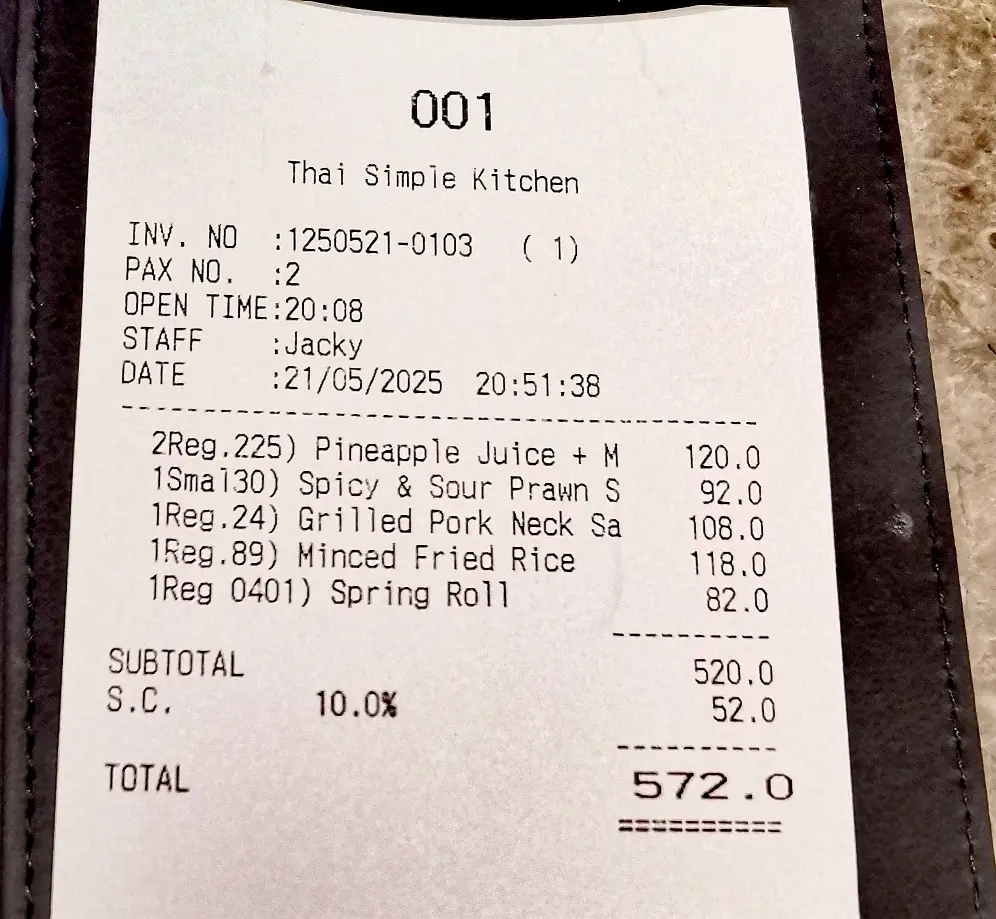 001
Thai Simple Kitchen
INV. NO :1250521-0103 ( 1)
PAX NO. :2
OPEN TIME:20:08
STAFF :Jacky
DATE :21/05/2025 20:51:38
------------------------------------------
2Reg.225) Pineapple Juice + M 120.0
1Smal30) Spicy & Sour Prawn S 92.0
1Reg.24) Grilled Pork Neck Sa 108.0
1Reg.89) Minced Fried Rice 118.0
1Reg 0401) Spring Roll 82.0
----------
SUBTOTAL 520.0
S.C. 10.0% 52.0
----------
TOTAL 572.0
==========